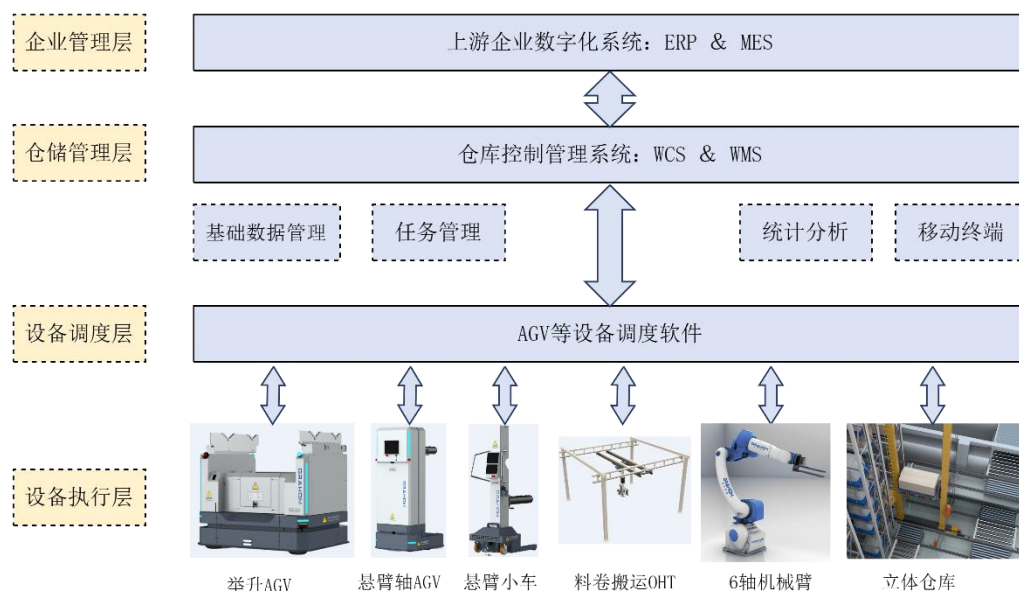 企业管理层
上游企业数字化系统：ERP & MES
仓储管理层
仓库控制管理系统：WCS & WMS
基础数据管理
任务管理
统计分析
移动终端
设备调度层
AGV等设备调度软件
设备执行层
举升AGV
悬臂轴AGV
悬臂小车
料卷搬运OHT
6轴机械臂
立体仓库